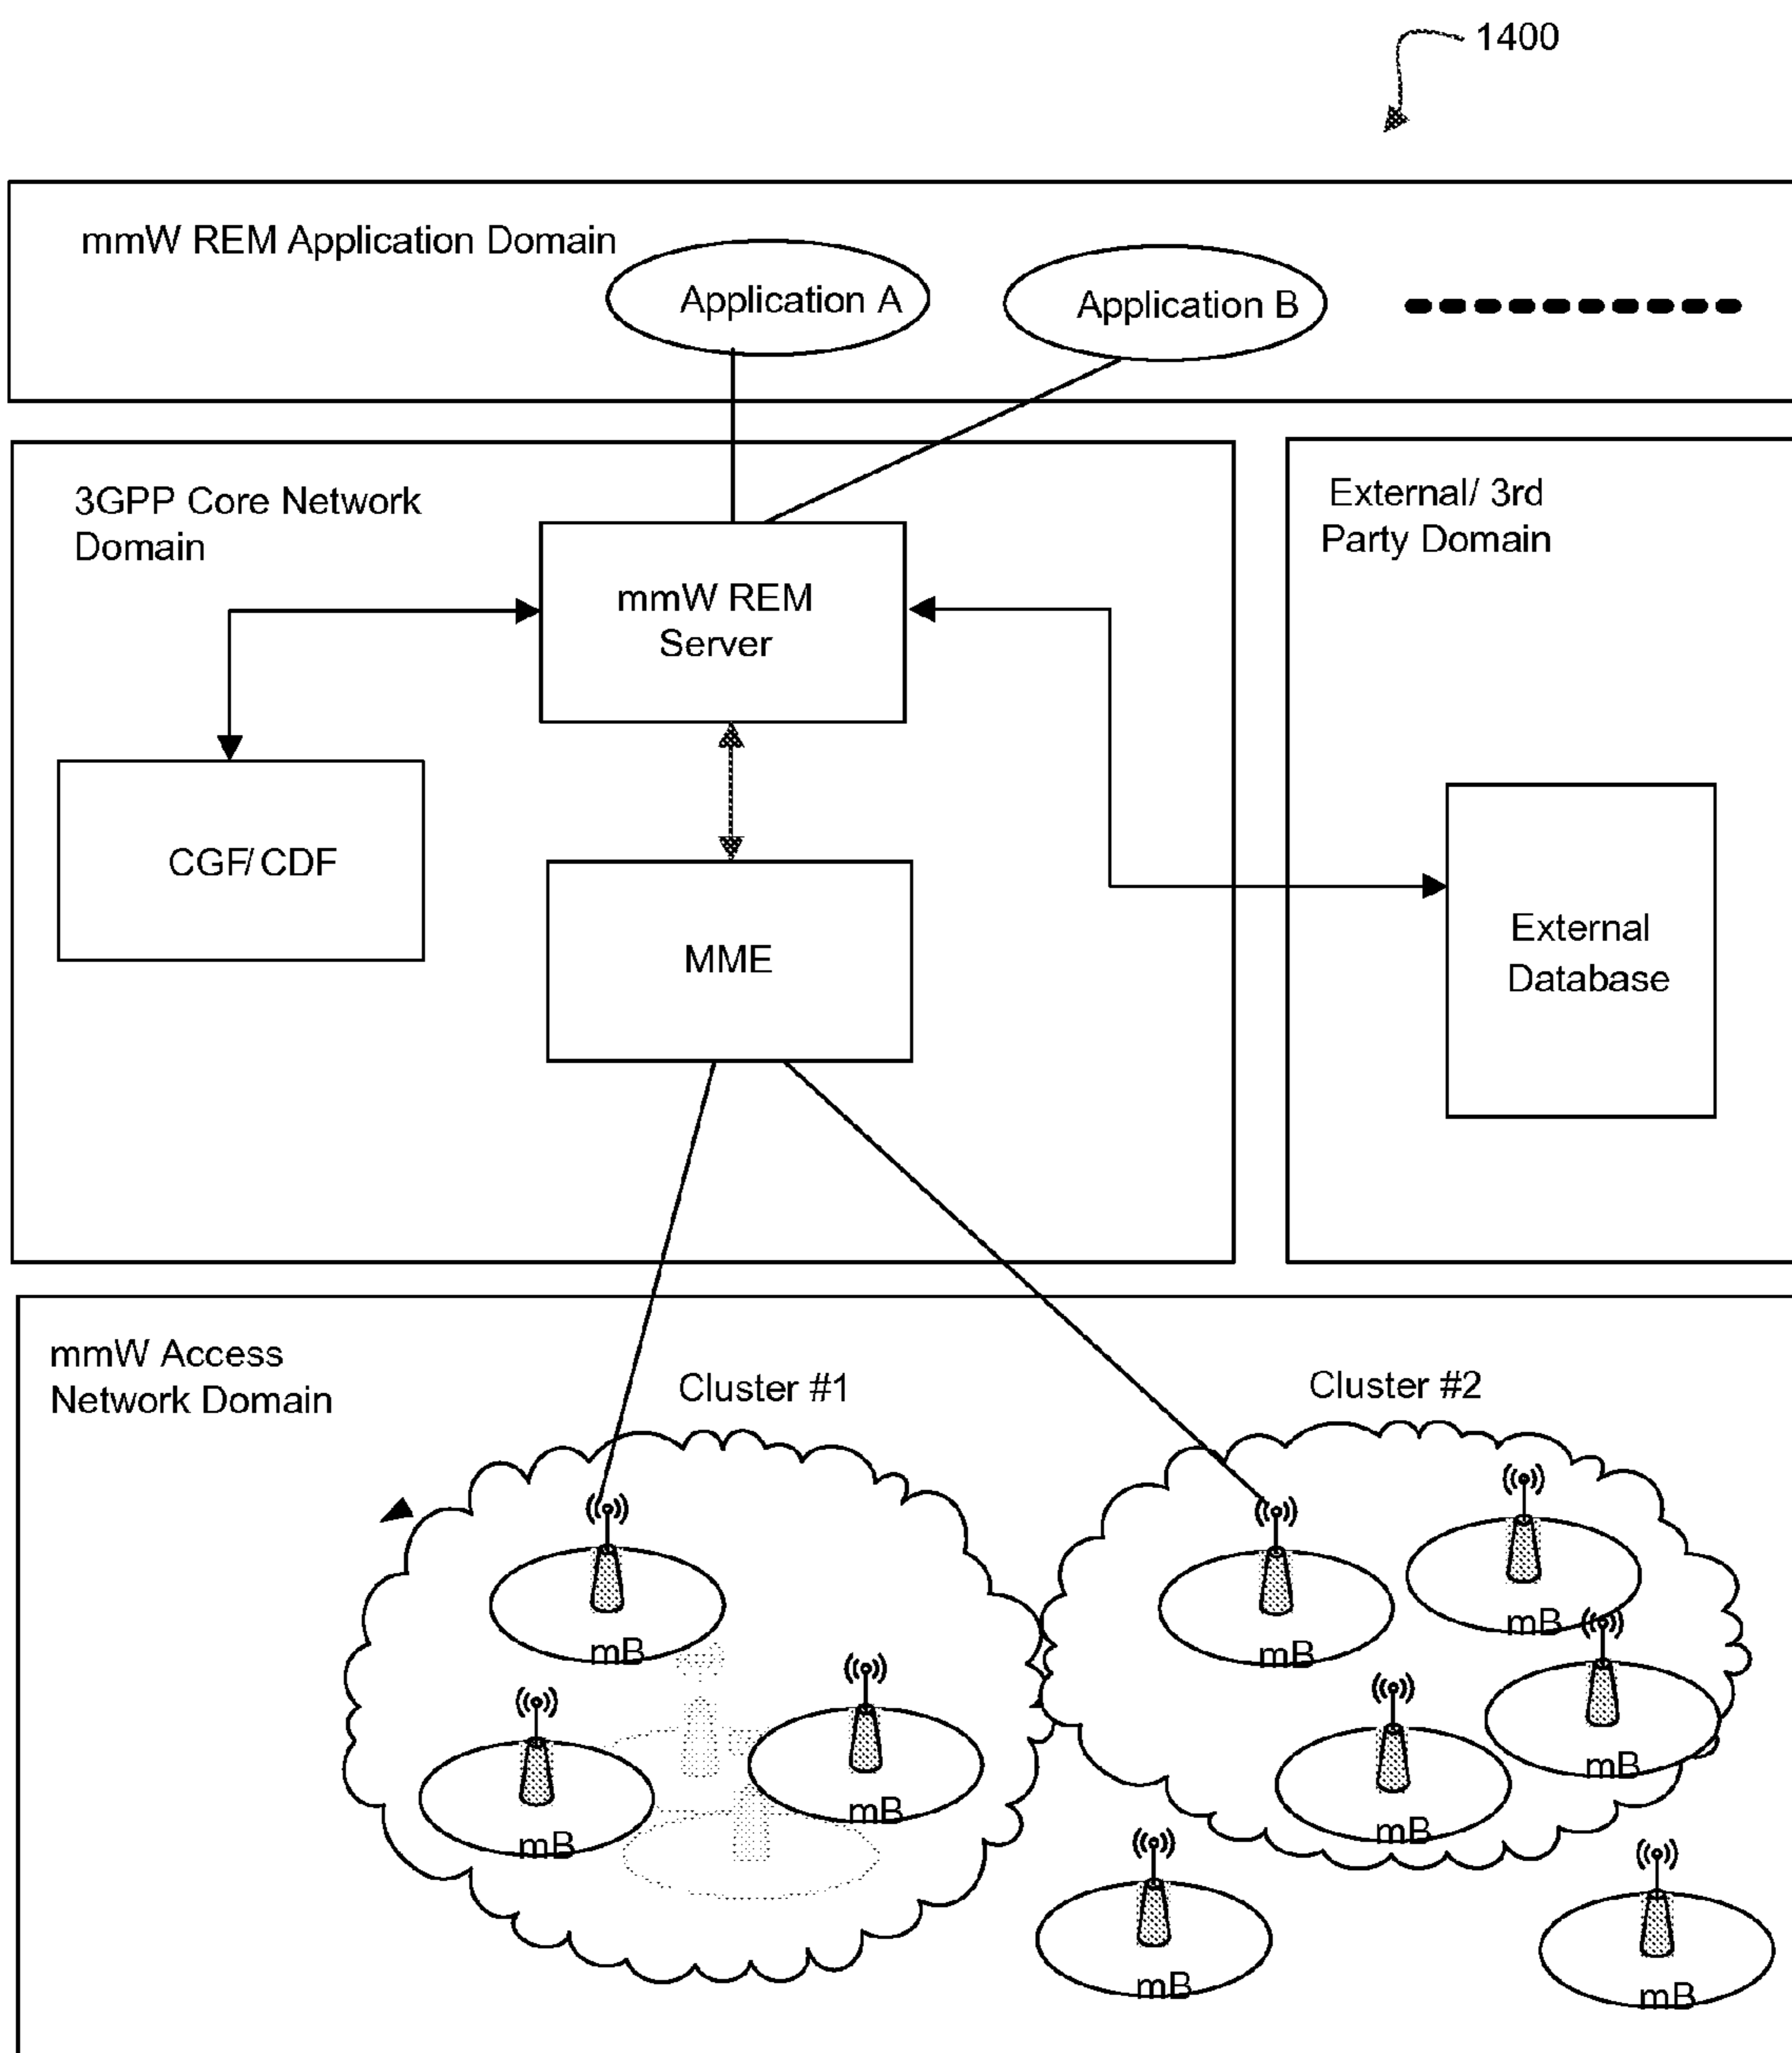 1400
mmW REM Application Domain
Application A
Application B
3GPP Core Network
Domain
External/ 3rd
Party Domain
mmW REM
Server
CGF/ CDF
MME
External
Database
mmW Access
Network Domain
Cluster #1
Cluster #2
mB
mB
mB
mB
mB
mB
mB
mB
mB